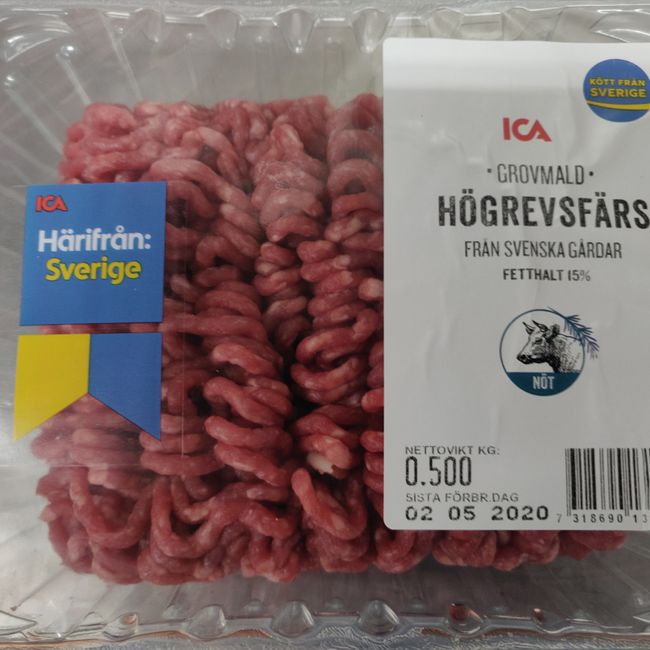 ICA
Härifrån:
Sverige
KÖTT FRÅN
SVERIGE
ICA
• GROVMALD •
HÖGREVSFÄRS
FRÅN SVENSKA GÅRDAR
FETTHALT 15%
NÖT
NETTOVIKT KG:
0.500
SISTA FÖRBR.DAG
02 05 2020
7 318690 13